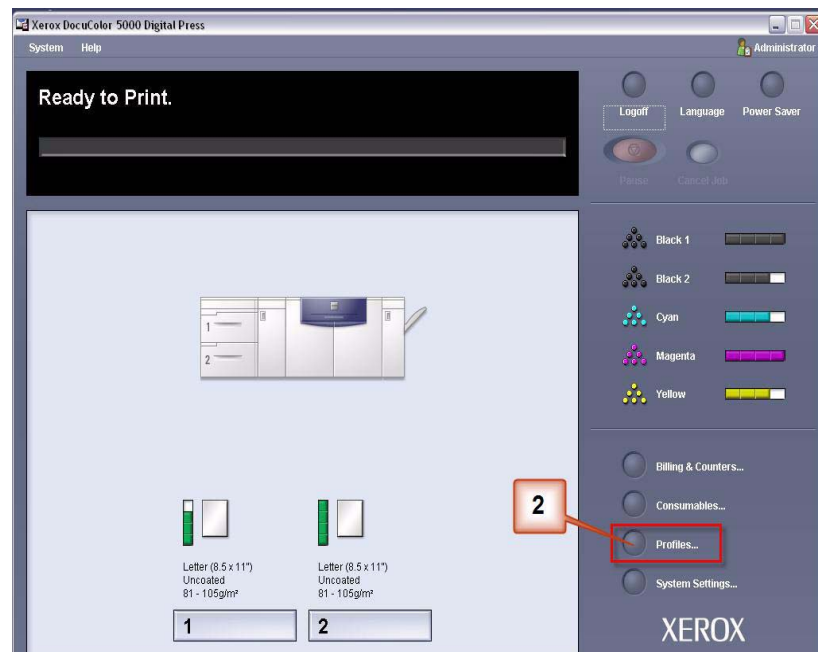 Xerox DocuColor 5000 Digital Press
System Help
Administrator
Ready to Print.
Logoff Language Power Saver
Pause Cancel Job
Black 1
Black 2
Cyan
Magenta
Yellow
1
2
Billing & Counters...
Consumables...
2
Profiles...
System Settings...
Letter (8.5 x 11")
Uncoated
81 - 105g/m²
1
Letter (8.5 x 11")
Uncoated
81 - 105g/m²
2
XEROX